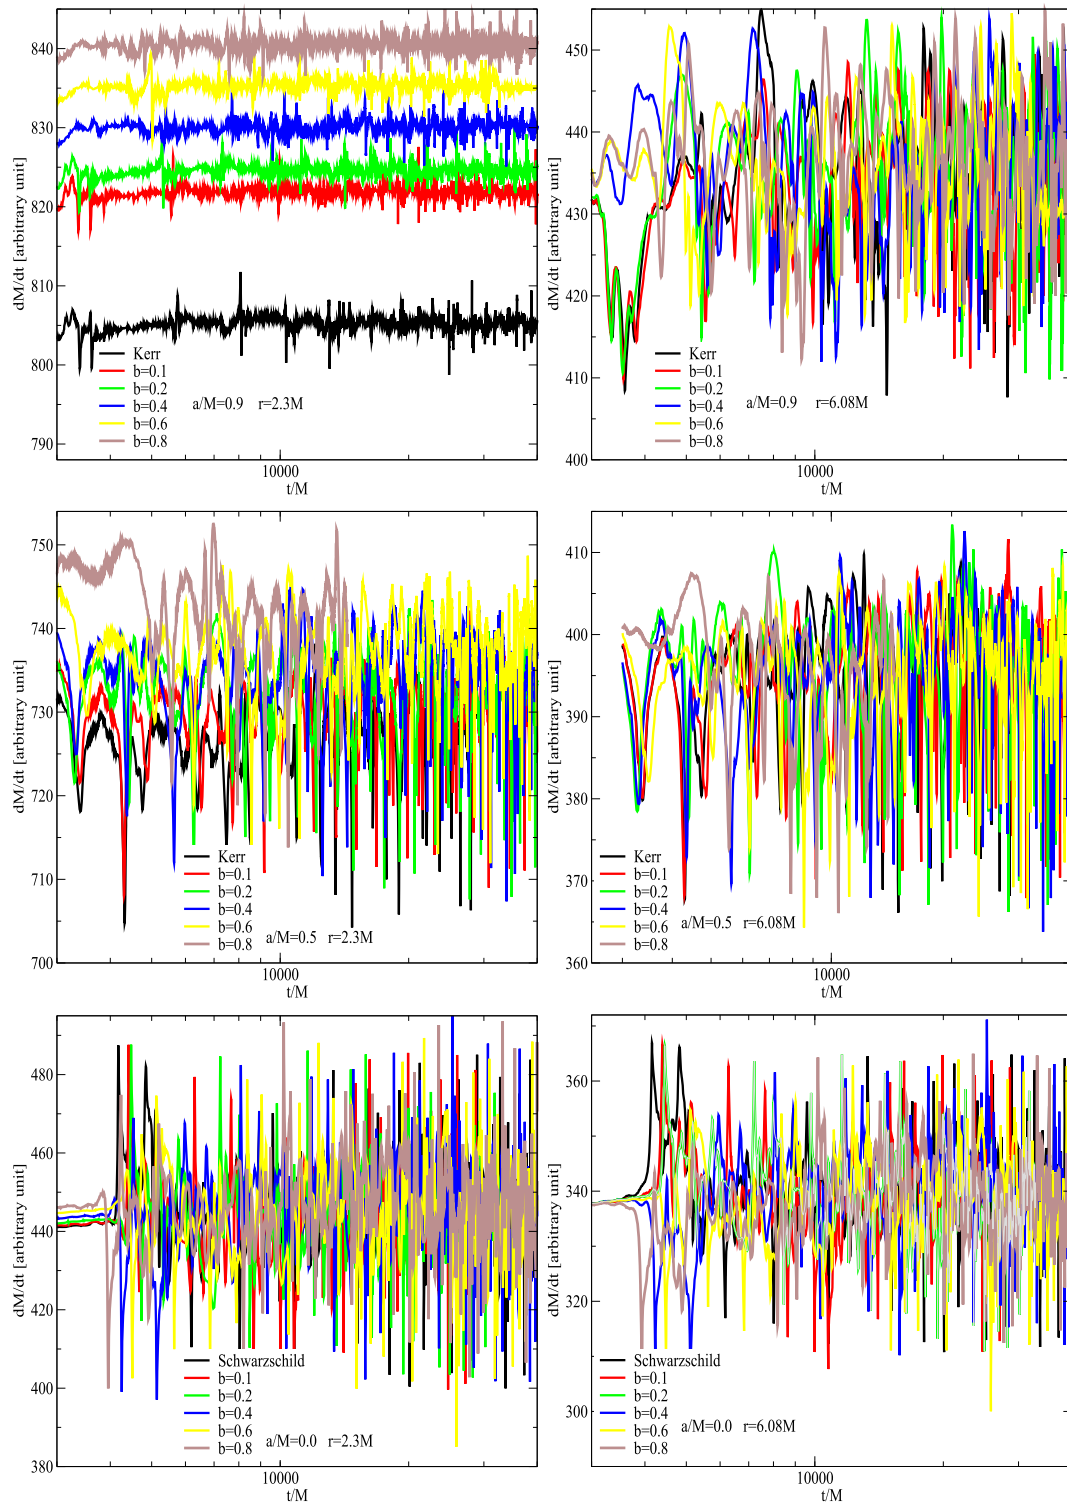 840
830
820
810
800
790
dM/dt [arbitrary unit]
Kerr
b=0.1
b=0.2
b=0.4
b=0.6
b=0.8
a/M=0.9 r=2.3M
10000
t/M
450
440
430
420
410
400
dM/dt [arbitrary unit]
Kerr
b=0.1
b=0.2
b=0.4
b=0.6
b=0.8
a/M=0.9 r=6.08M
10000
t/M
750
740
730
720
710
700
dM/dt [arbitrary unit]
Kerr
b=0.1
b=0.2
b=0.4
b=0.6
b=0.8
a/M=0.5 r=2.3M
10000
t/M
410
400
390
380
370
360
dM/dt [arbitrary unit]
Kerr
b=0.1
b=0.2
b=0.4
b=0.6
b=0.8
a/M=0.5 r=6.08M
10000
t/M
480
460
440
420
400
380
dM/dt [arbitrary unit]
Schwarzschild
b=0.1
b=0.2
b=0.4
b=0.6
b=0.8
a/M=0.0 r=2.3M
10000
t/M
360
340
320
300
dM/dt [arbitrary unit]
Schwarzschild
b=0.1
b=0.2
b=0.4
b=0.6
b=0.8
a/M=0.0 r=6.08M
10000
t/M